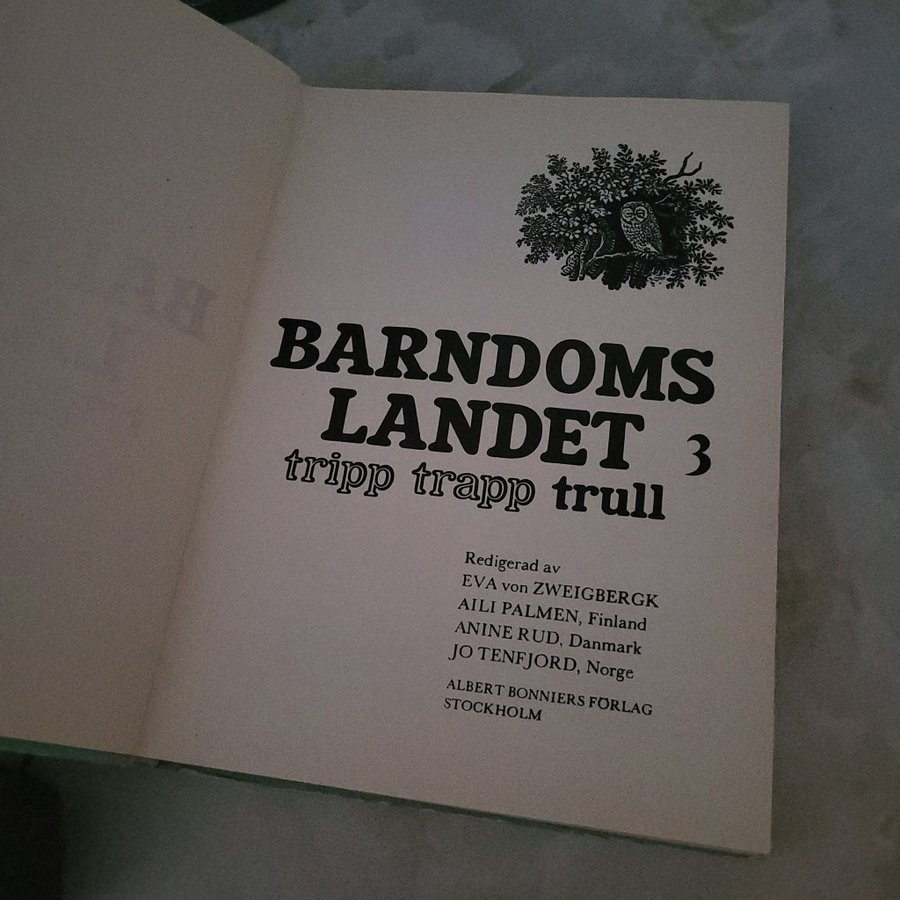 BARNDOMS
LANDET 3
tripp trapp trull
Redigerad av
EVA von ZWEIGBERGK
AILI PALMEN, Finland
ANINE RUD, Danmark
JO TENFJORD, Norge
ALBERT BONNIERS FÖRLAG
STOCKHOLM